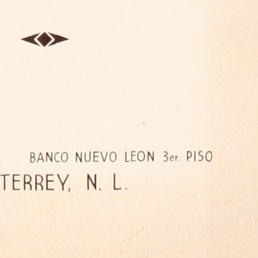 BANCO NUEVO LEON 3er. PISO
TERREY, N. L.